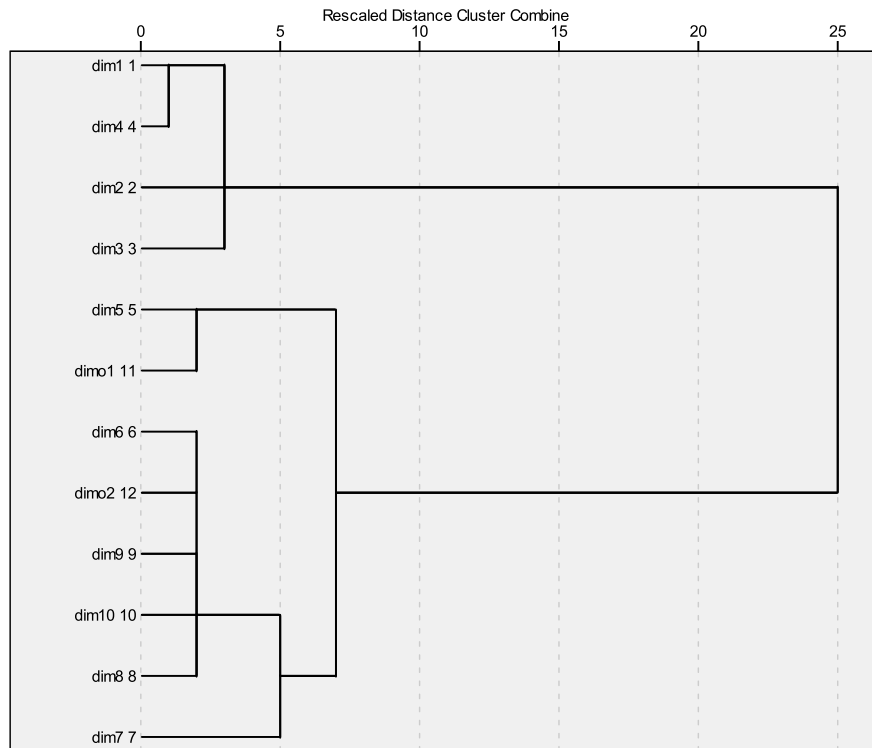 Rescaled Distance Cluster Combine
0 5 10 15 20 25
dim1 1
dim4 4
dim2 2
dim3 3
dim5 5
dimo1 11
dim6 6
dimo2 12
dim9 9
dim10 10
dim8 8
dim7 7